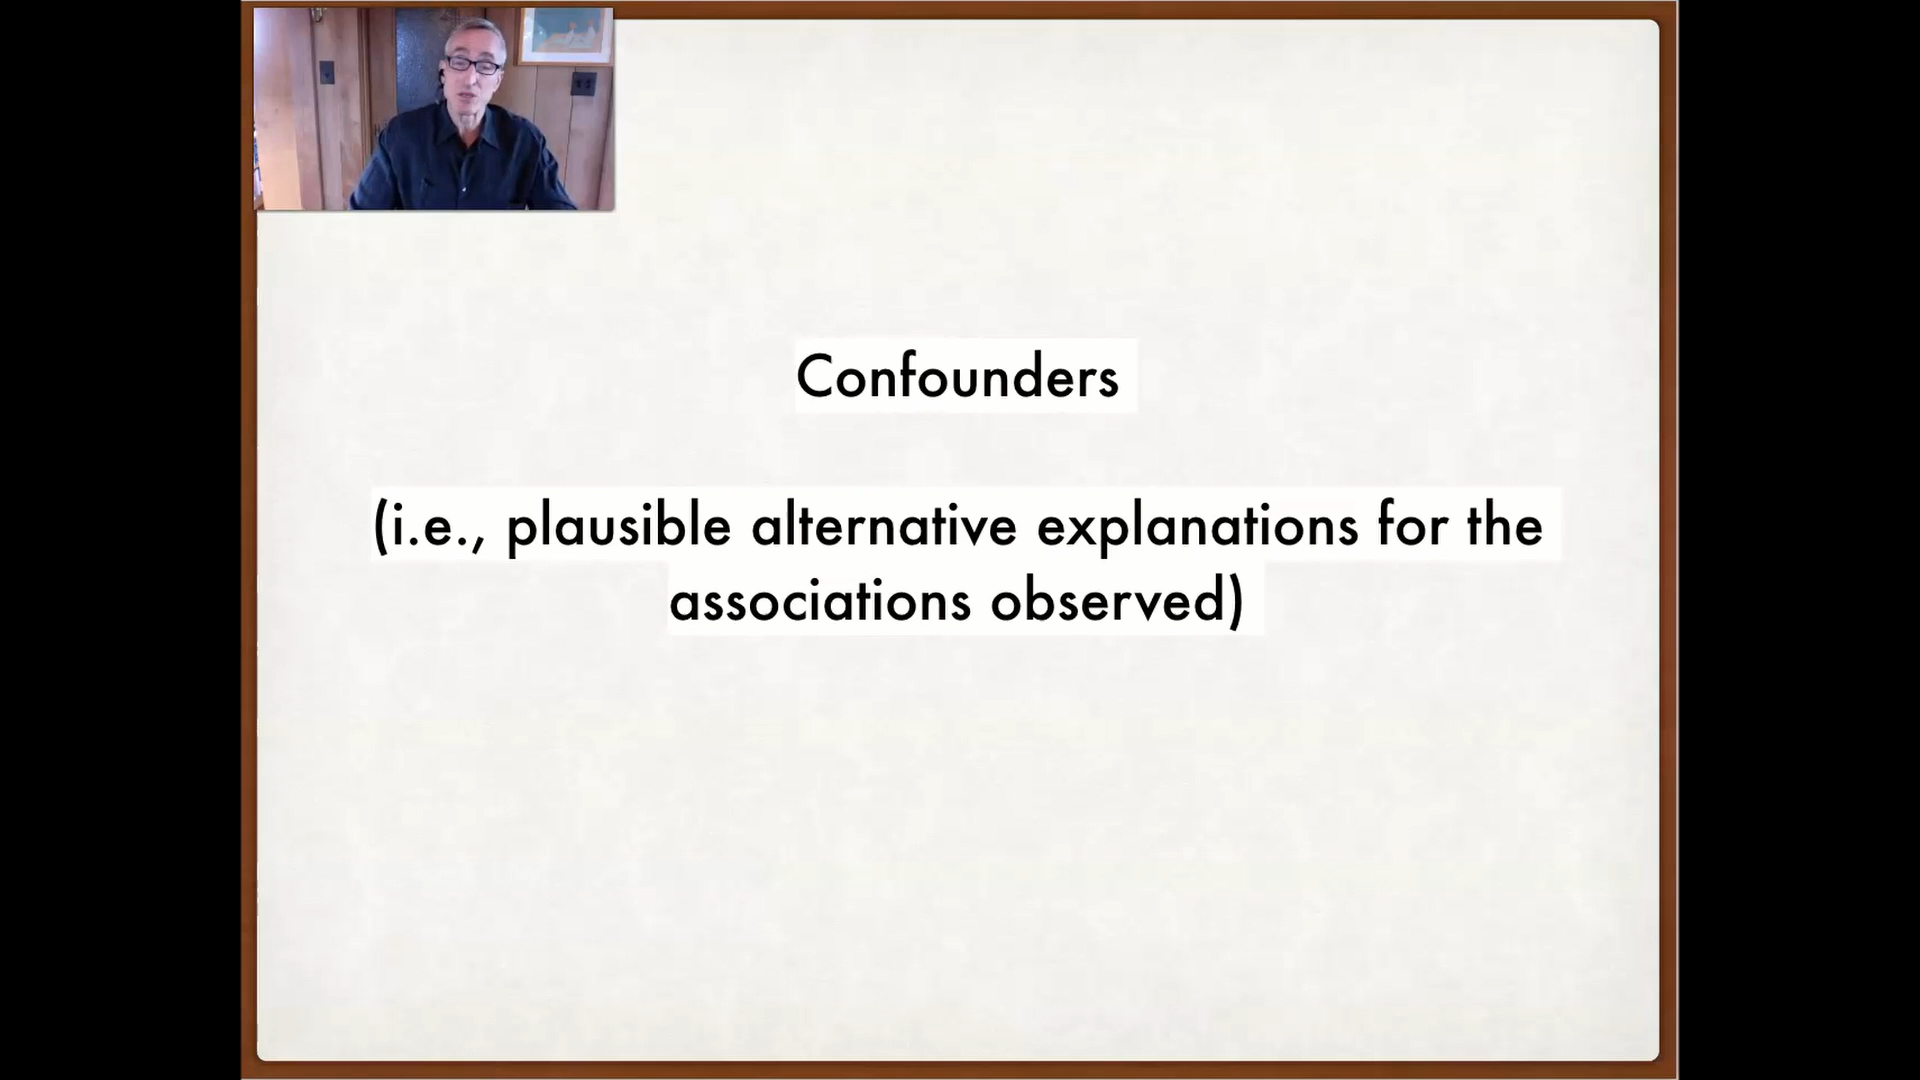 Confounders
(i.e., plausible alternative explanations for the
associations observed)